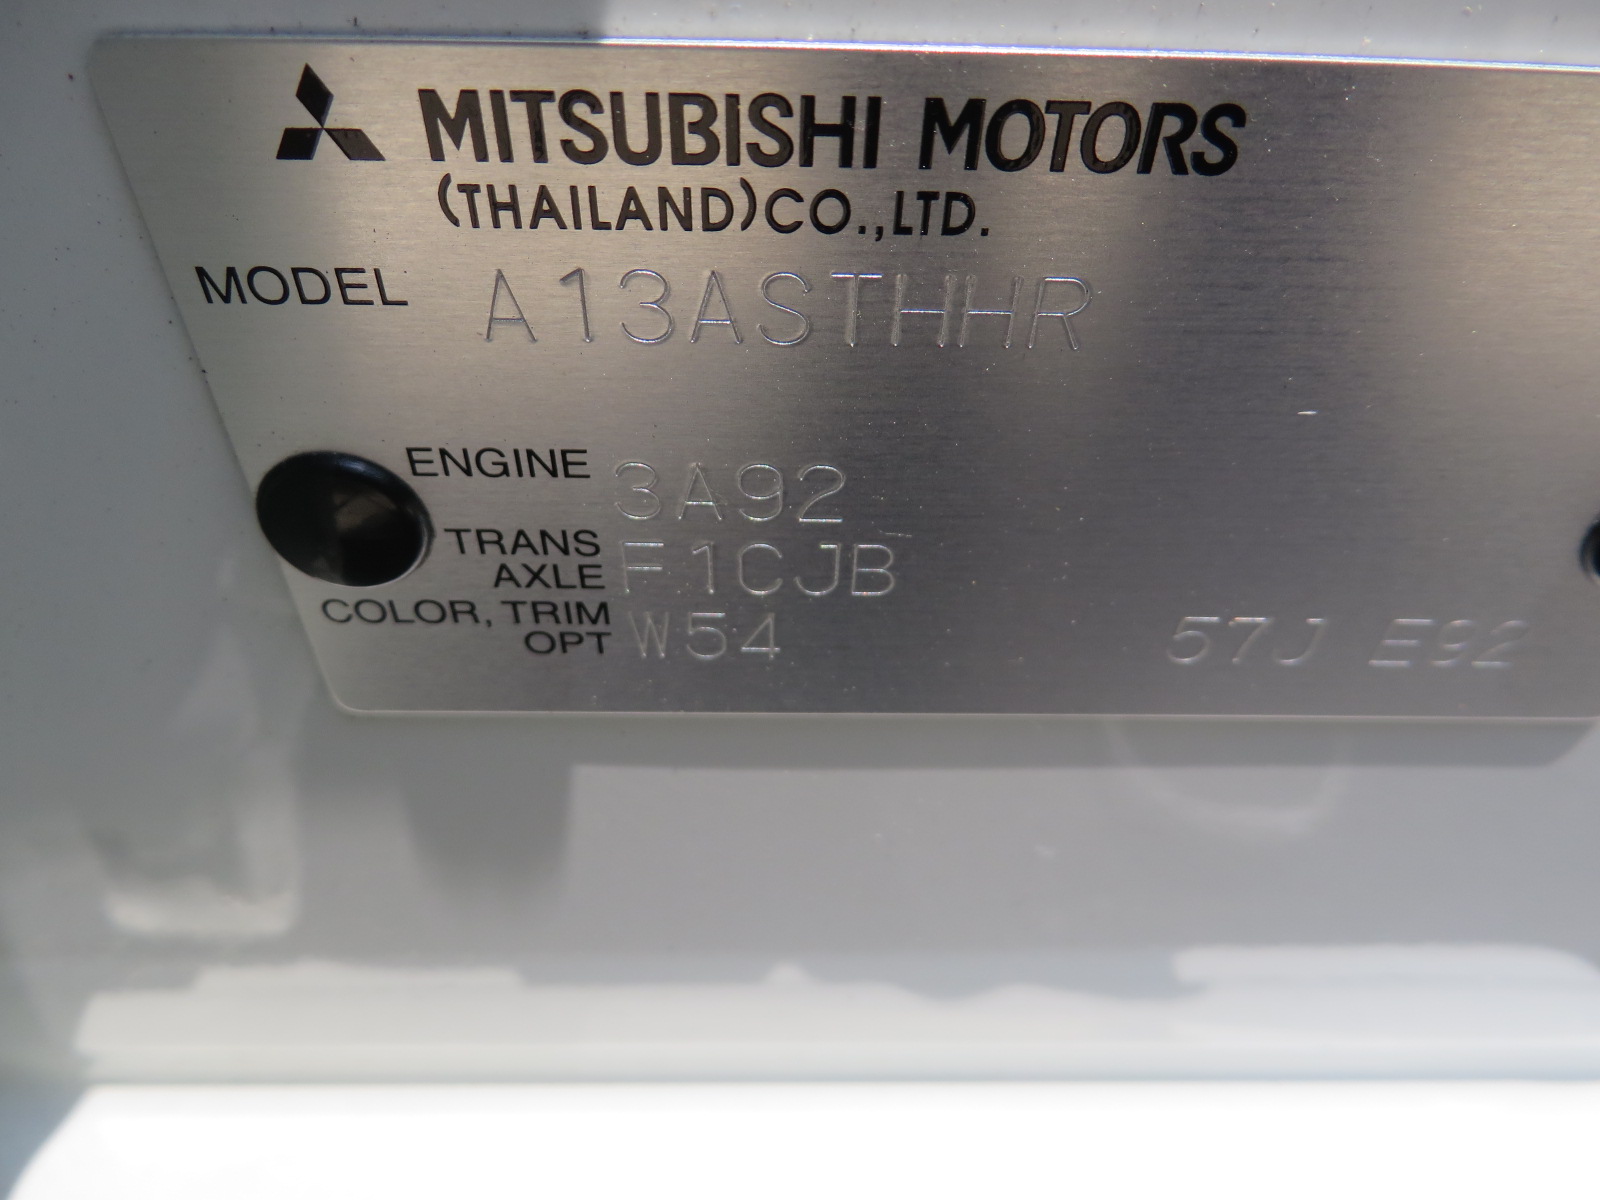 MITSUBISHI MOTORS
(THAILAND)CO.,LTD.
MODEL A13ASTHHR
ENGINE 3A92
TRANS
AXLE F1CJB
COLOR, TRIM
OPT W54 57J E92